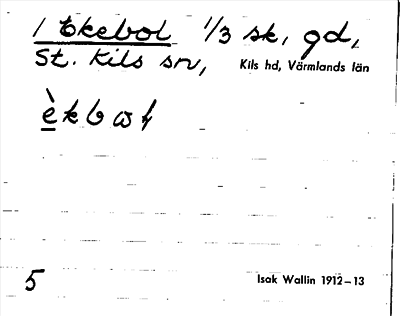 1 Ekebol 1/3 sk, gd,
St. Kils sn,
Kils hd, Värmlands län
5
Isak Wallin 1912–13